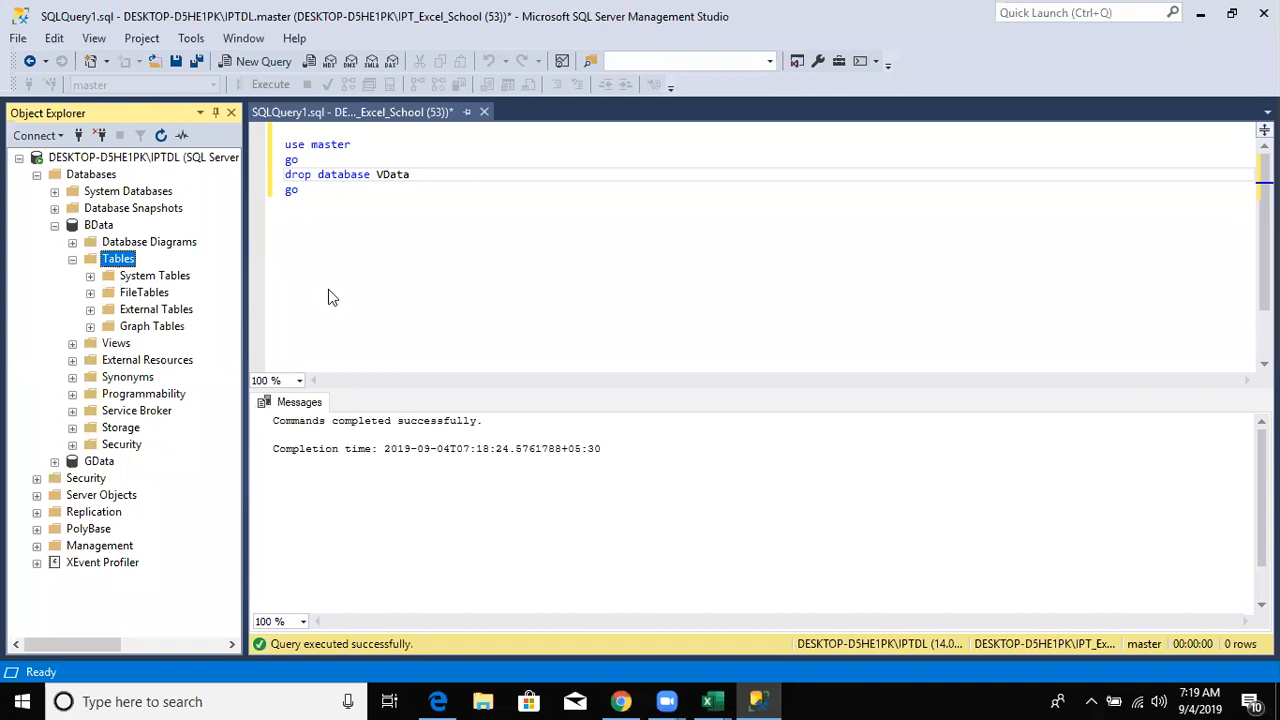 SQLQuery1.sql - DESKTOP-D5HE1PK\IPTDL.master (DESKTOP-D5HE1PK\IPT_Excel_School (53))* - Microsoft SQL Server Management Studio
Quick Launch (Ctrl+Q)
File Edit View Project Tools Window Help
New Query
master
Execute
Object Explorer
SQLQuery1.sql - DE..._Excel_School (53))*
Connect
DESKTOP-D5HE1PK\IPTDL (SQL Server
Databases
System Databases
Database Snapshots
BData
Database Diagrams
Tables
System Tables
FileTables
External Tables
Graph Tables
Views
External Resources
Synonyms
Programmability
Service Broker
Storage
Security
GData
Security
Server Objects
Replication
PolyBase
Management
XEvent Profiler
use master
go
drop database VData
go
100 %
Messages
Commands completed successfully.
Completion time: 2019-09-04T07:18:24.5761788+05:30
100 %
Query executed successfully.
DESKTOP-D5HE1PK\IPTDL (14.0... DESKTOP-D5HE1PK\IPT_Ex... master 00:00:00 0 rows
Ready
Type here to search
7:19 AM
9/4/2019
10